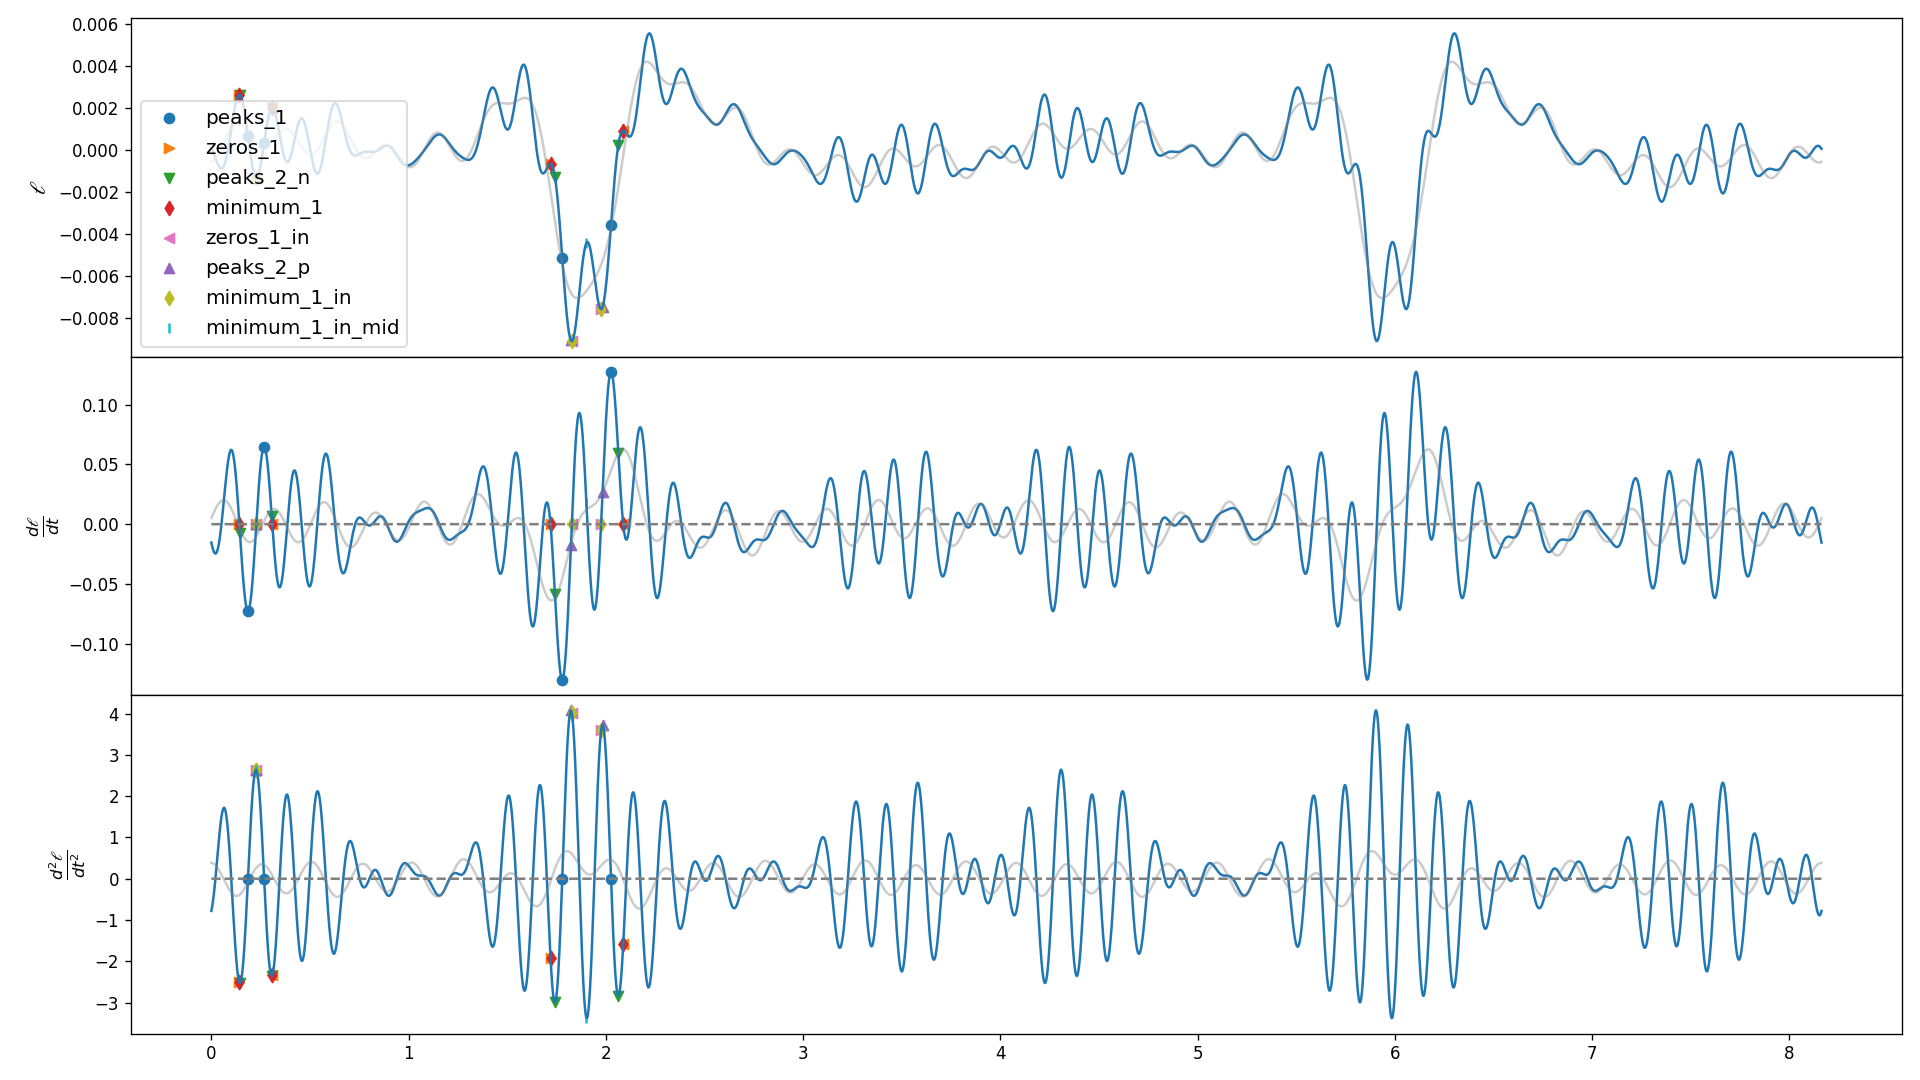 0.006
0.004
0.002
0.000
−0.002
−0.004
−0.006
−0.008
ℓ
peaks_1
zeros_1
peaks_2_n
minimum_1
zeros_1_in
peaks_2_p
minimum_1_in
minimum_1_in_mid
0.10
0.05
0.00
−0.05
−0.10
dℓ/dt
4
3
2
1
0
−1
−2
−3
d²ℓ/dt²
0 1 2 3 4 5 6 7 8